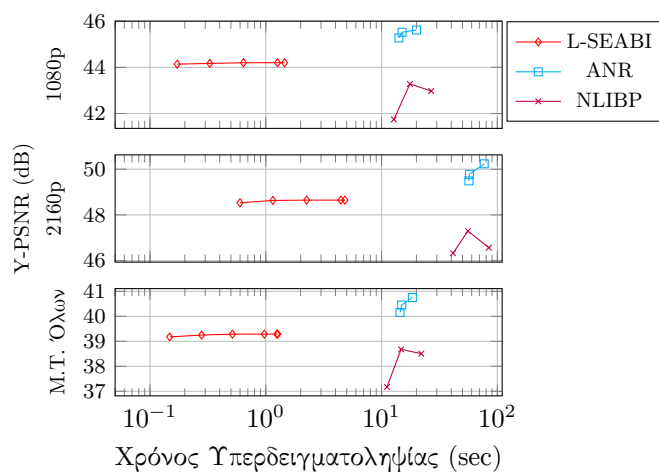 46
44
42
1080p
L-SEABI
ANR
NLIBP
50
48
46
2160p
Y-PSNR (dB)
41
40
39
38
37
Μ.Τ. Όλων
10^−1
10^0
10^1
10^2
Χρόνος Υπερδειγματοληψίας (sec)